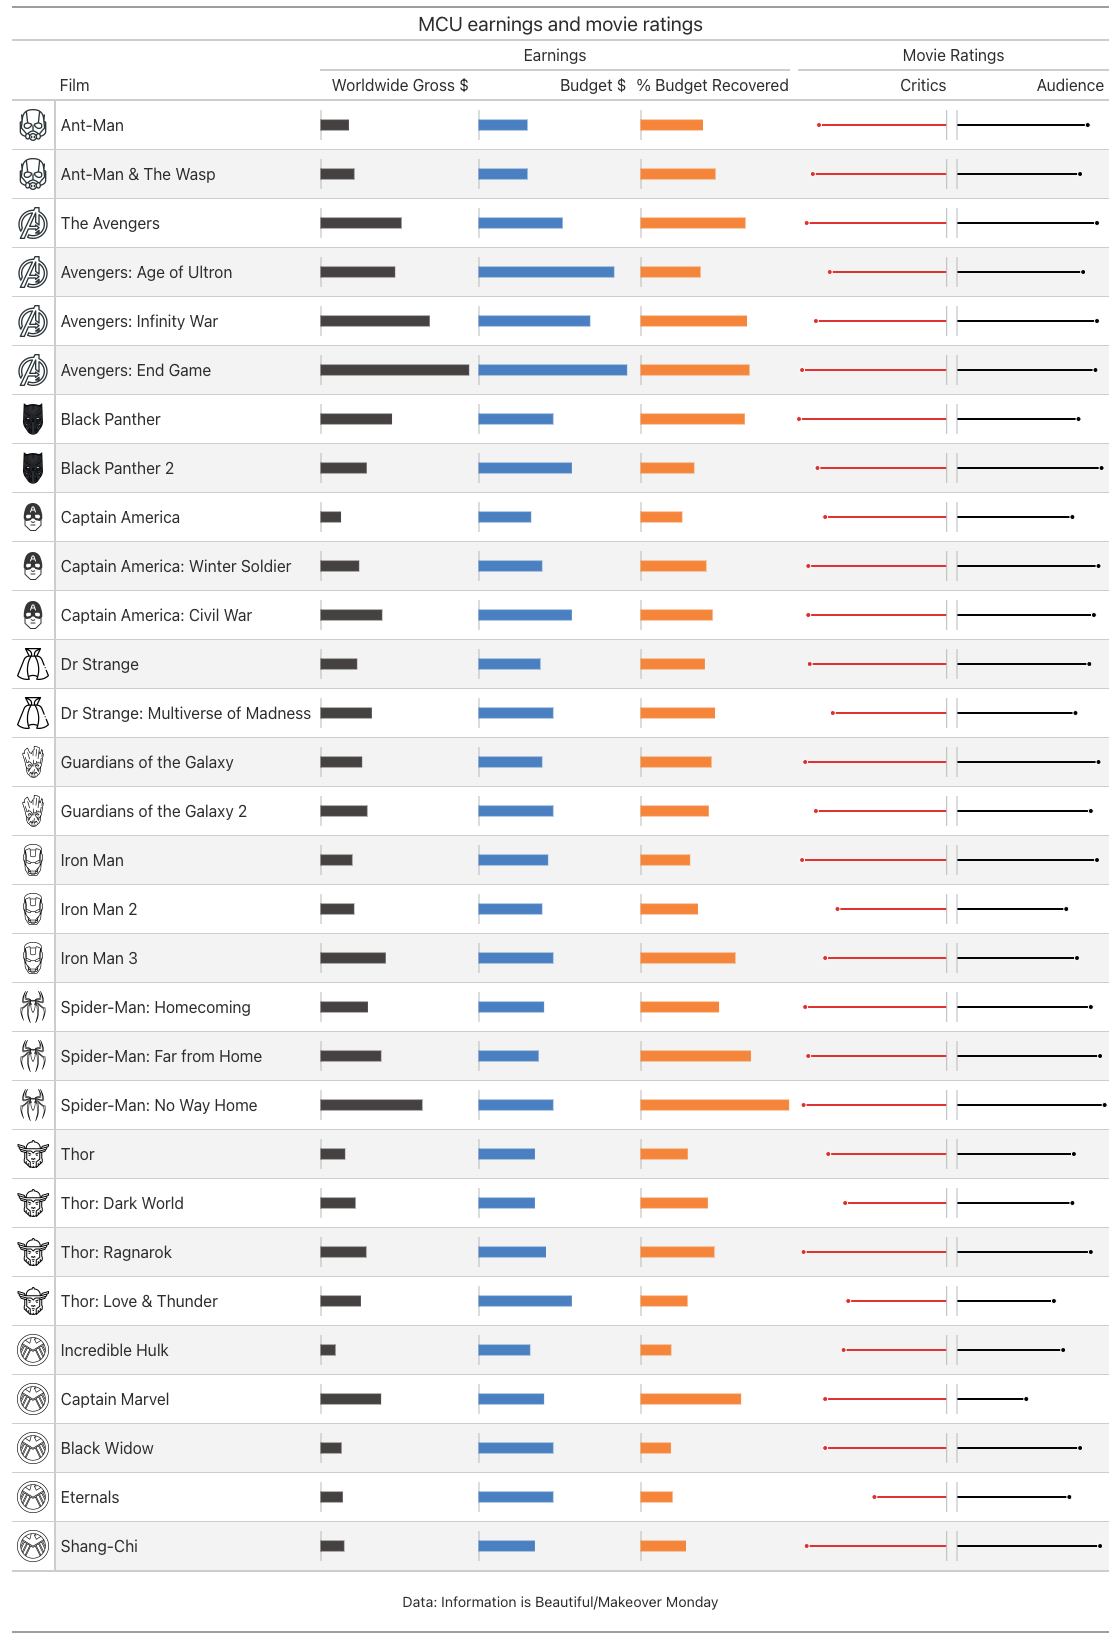 MCU earnings and movie ratings
Earnings Movie Ratings
Film Worldwide Gross $ Budget $ % Budget Recovered Critics Audience
Ant-Man
Ant-Man & The Wasp
The Avengers
Avengers: Age of Ultron
Avengers: Infinity War
Avengers: End Game
Black Panther
Black Panther 2
Captain America
Captain America: Winter Soldier
Captain America: Civil War
Dr Strange
Dr Strange: Multiverse of Madness
Guardians of the Galaxy
Guardians of the Galaxy 2
Iron Man
Iron Man 2
Iron Man 3
Spider-Man: Homecoming
Spider-Man: Far from Home
Spider-Man: No Way Home
Thor
Thor: Dark World
Thor: Ragnarok
Thor: Love & Thunder
Incredible Hulk
Captain Marvel
Black Widow
Eternals
Shang-Chi
Data: Information is Beautiful/Makeover Monday